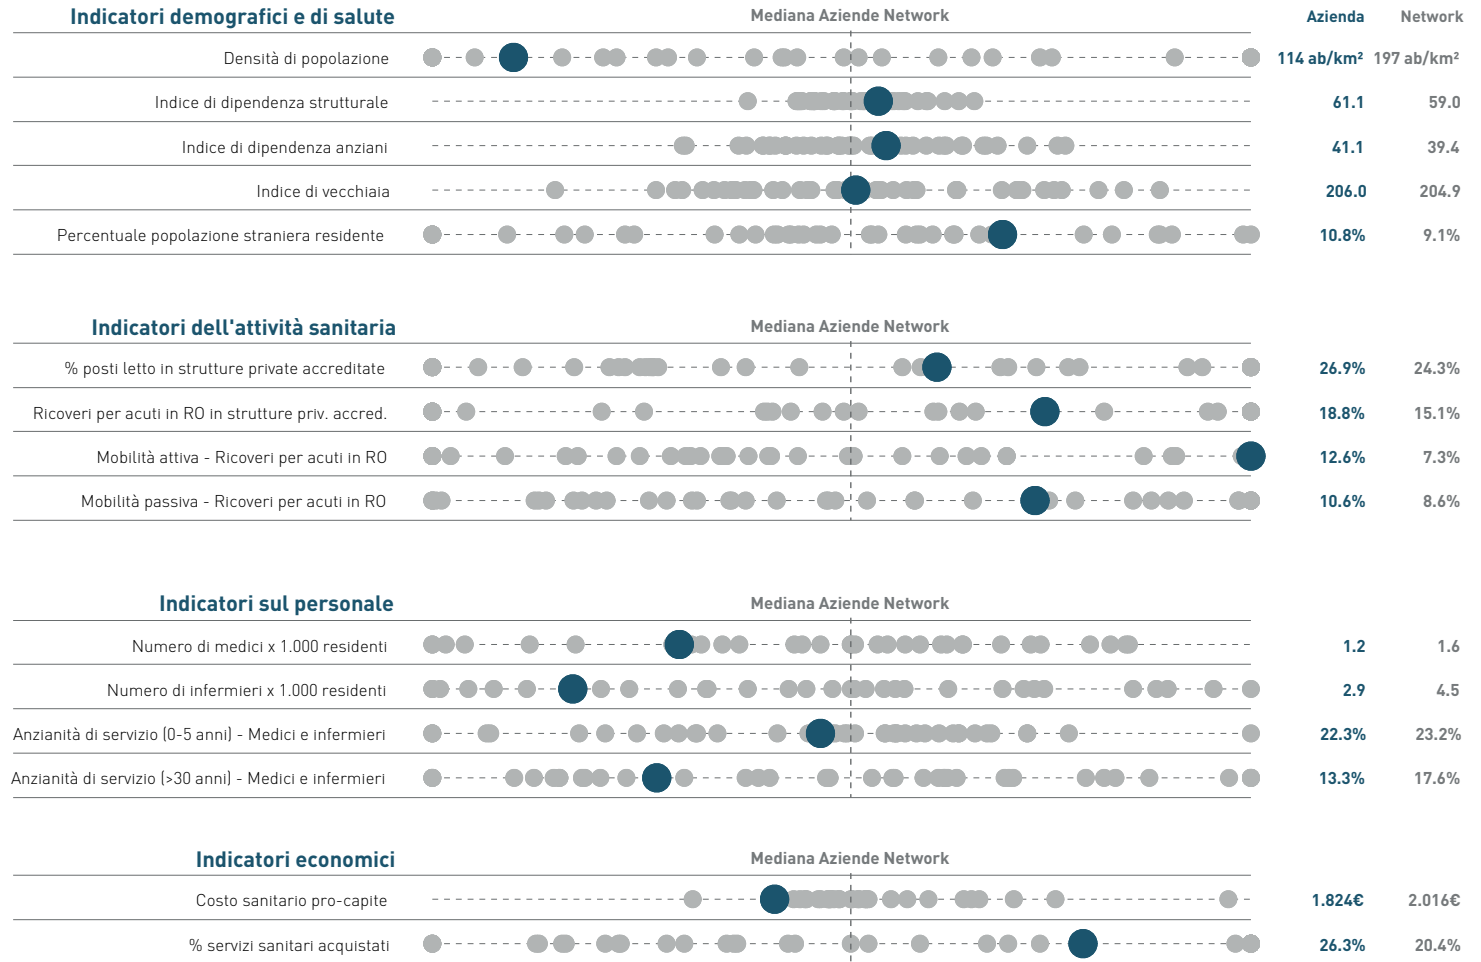 Indicatori demografici e di salute Mediana Aziende Network Azienda Network
Densità di popolazione 114 ab/km² 197 ab/km²
Indice di dipendenza strutturale 61.1 59.0
Indice di dipendenza anziani 41.1 39.4
Indice di vecchiaia 206.0 204.9
Percentuale popolazione straniera residente 10.8% 9.1%
Indicatori dell'attività sanitaria Mediana Aziende Network
% posti letto in strutture private accreditate 26.9% 24.3%
Ricoveri per acuti in RO in strutture priv. accred. 18.8% 15.1%
Mobilità attiva - Ricoveri per acuti in RO 12.6% 7.3%
Mobilità passiva - Ricoveri per acuti in RO 10.6% 8.6%
Indicatori sul personale Mediana Aziende Network
Numero di medici x 1.000 residenti 1.2 1.6
Numero di infermieri x 1.000 residenti 2.9 4.5
Anzianità di servizio (0-5 anni) - Medici e infermieri 22.3% 23.2%
Anzianità di servizio (>30 anni) - Medici e infermieri 13.3% 17.6%
Indicatori economici Mediana Aziende Network
Costo sanitario pro-capite 1.824€ 2.016€
% servizi sanitari acquistati 26.3% 20.4%